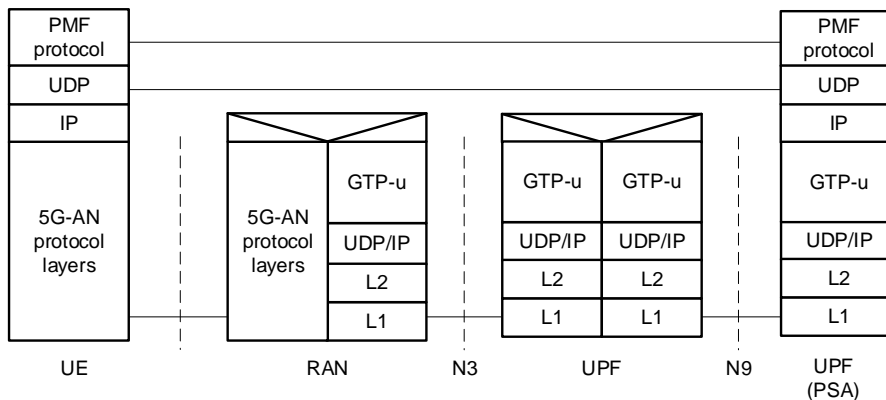 PMF
protocol
UDP
IP
5G-AN
protocol
layers
UE
5G-AN
protocol
layers
GTP-u
UDP/IP
L2
L1
RAN
N3
GTP-u
GTP-u
UDP/IP
UDP/IP
L2
L2
L1
L1
UPF
N9
PMF
protocol
UDP
IP
GTP-u
UDP/IP
L2
L1
UPF
(PSA)